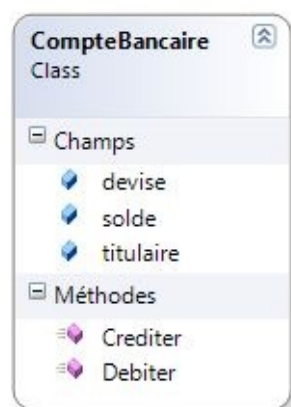 CompteBancaire
Class
Champs
devise
solde
titulaire
Méthodes
Crediter
Debiter